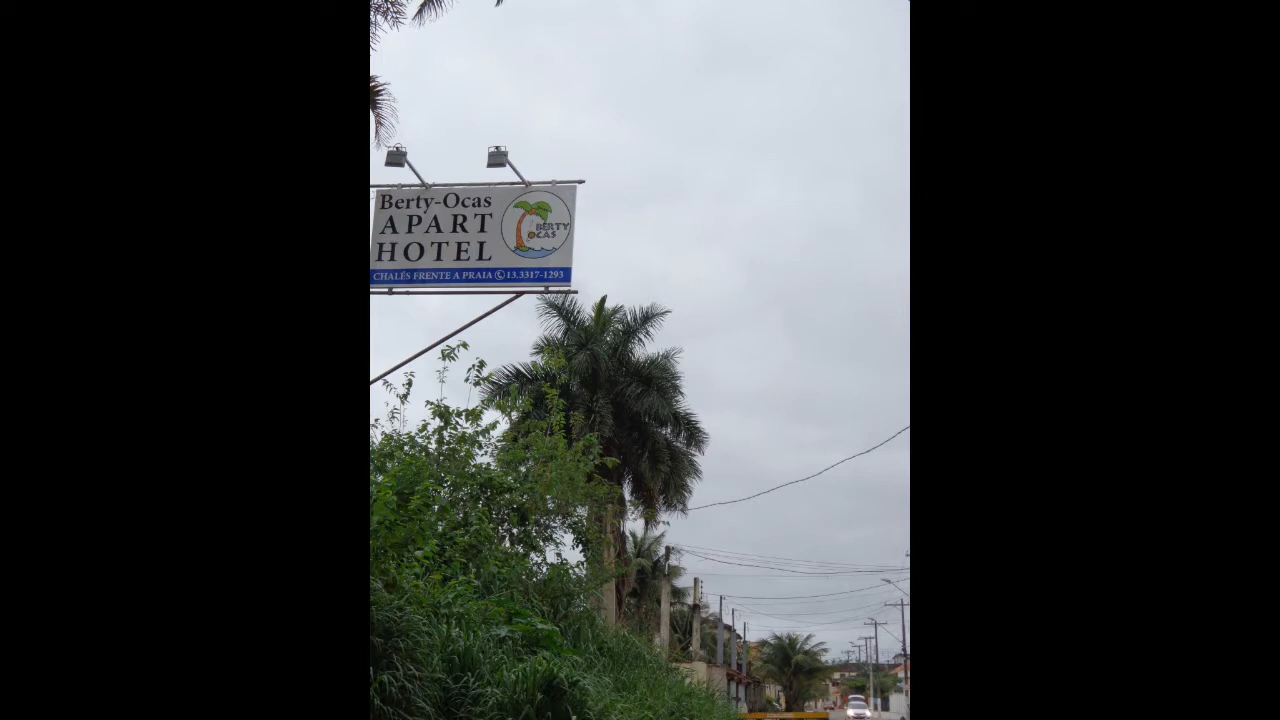 Berty-Ocas
APART
HOTEL
BERTY
OCAS
CHALÉS FRENTE A PRAIA 13.3317-1293